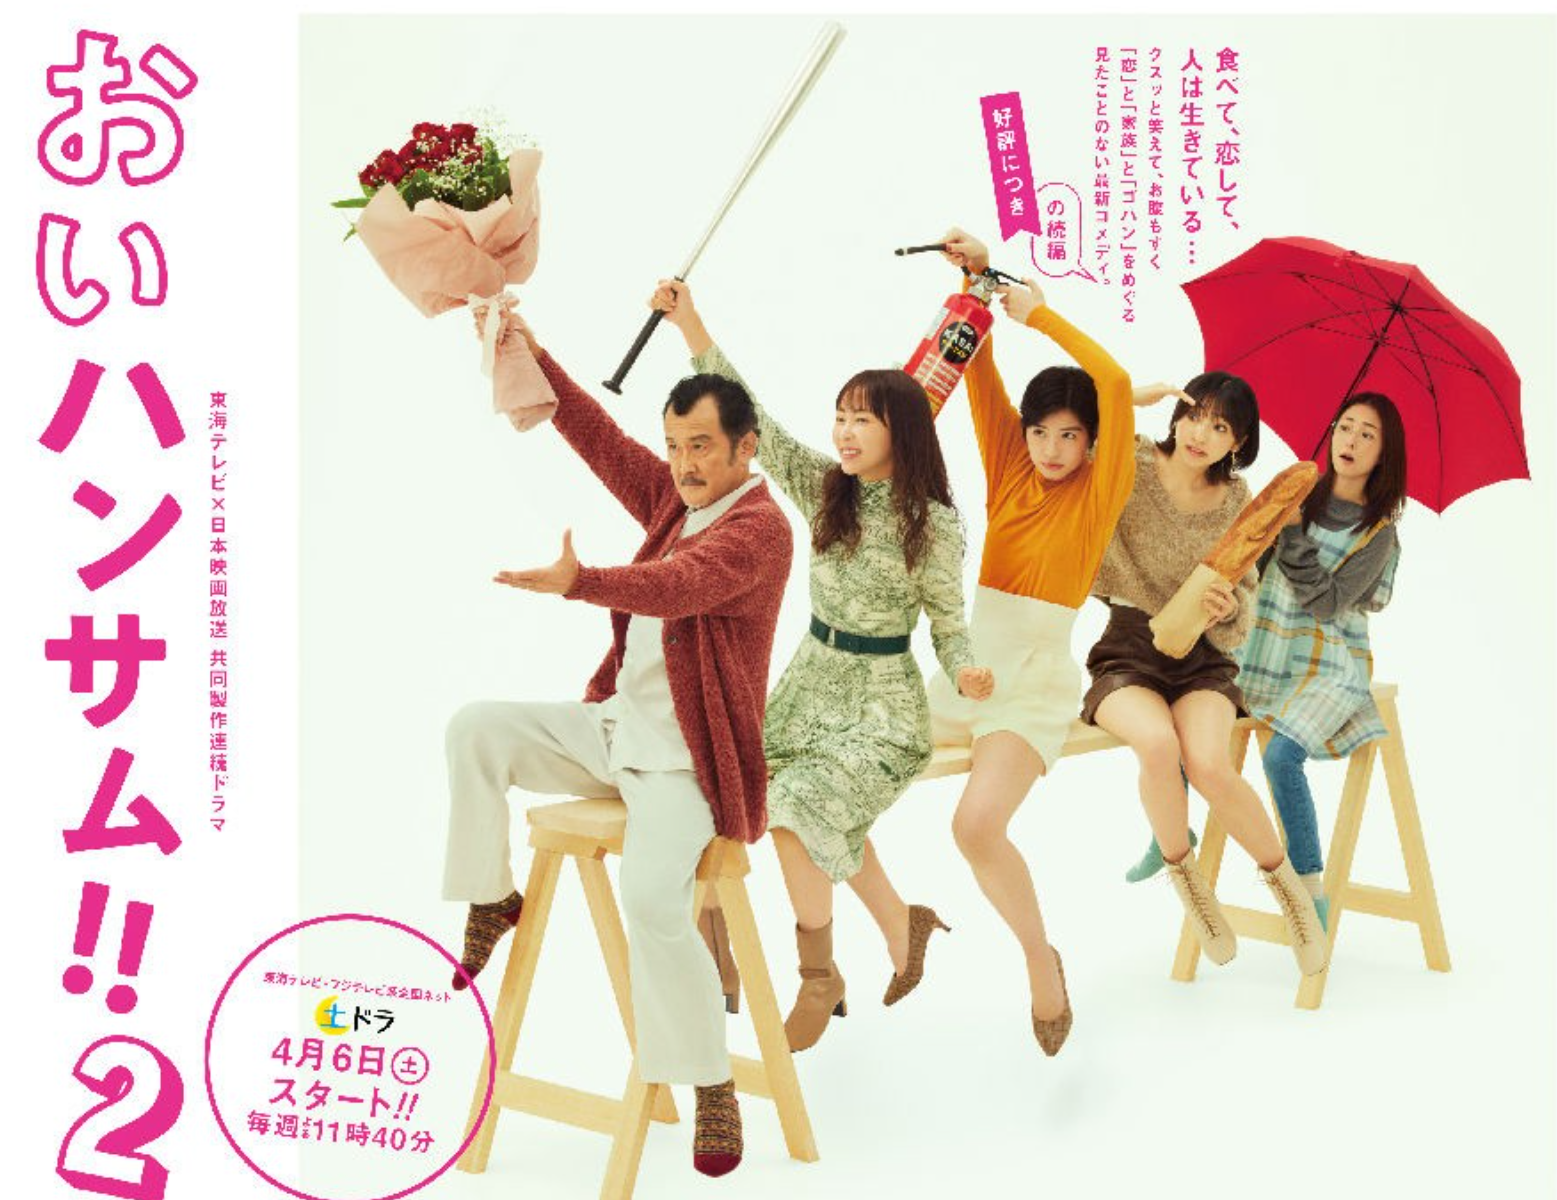 おいハンサム!!2
東海テレビ×日本映画放送 共同製作連続ドラマ
食べて、恋して、
人は生きている…
クスッと笑えて、お腹もすく
「恋」と「家族」と「ゴハン」をめぐる
見たことのない最新コメディ。
の続編
好評につき
東海テレビ・フジテレビ系全国ネット
土ドラ
4月6日(土)
スタート!!
毎週よる11時40分